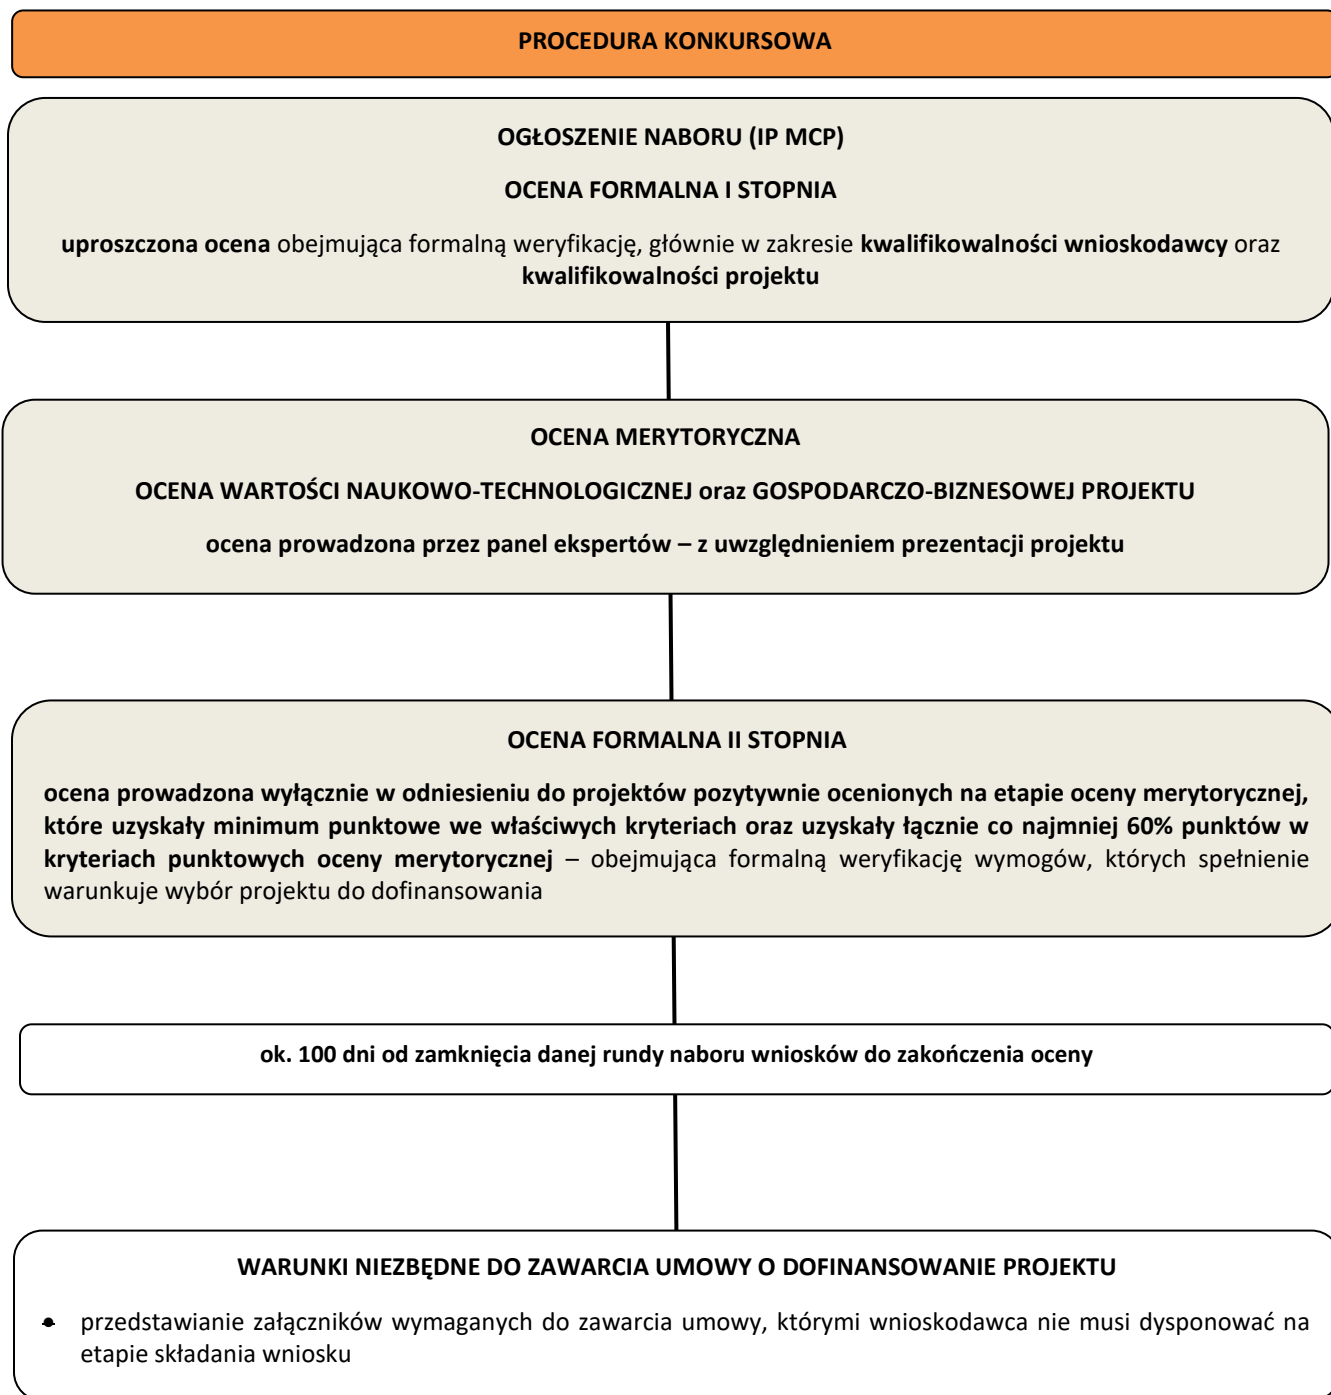 PROCEDURA KONKURSOWA
OGŁOSZENIE NABORU (IP MCP)
OCENA FORMALNA I STOPNIA
uproszczona ocena obejmująca formalną weryfikację, głównie w zakresie kwalifikowalności wnioskodawcy oraz
kwalifikowalności projektu
OCENA MERYTORYCZNA
OCENA WARTOŚCI NAUKOWO-TECHNOLOGICZNEJ oraz GOSPODARCZO-BIZNESOWEJ PROJEKTU
ocena prowadzona przez panel ekspertów – z uwzględnieniem prezentacji projektu
OCENA FORMALNA II STOPNIA
ocena prowadzona wyłącznie w odniesieniu do projektów pozytywnie ocenionych na etapie oceny merytorycznej,
które uzyskały minimum punktowe we właściwych kryteriach oraz uzyskały łącznie co najmniej 60% punktów w
kryteriach punktowych oceny merytorycznej – obejmująca formalną weryfikację wymogów, których spełnienie
warunkuje wybór projektu do dofinansowania
ok. 100 dni od zamknięcia danej rundy naboru wniosków do zakończenia oceny
WARUNKI NIEZBĘDNE DO ZAWARCIA UMOWY O DOFINANSOWANIE PROJEKTU
• przedstawianie załączników wymaganych do zawarcia umowy, którymi wnioskodawca nie musi dysponować na
etapie składania wniosku